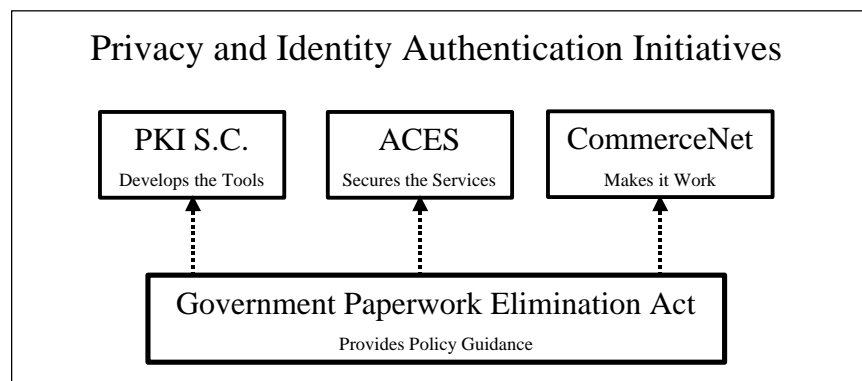 Privacy and Identity Authentication Initiatives
PKI S.C.
Develops the Tools
ACES
Secures the Services
CommerceNet
Makes it Work
Government Paperwork Elimination Act
Provides Policy Guidance